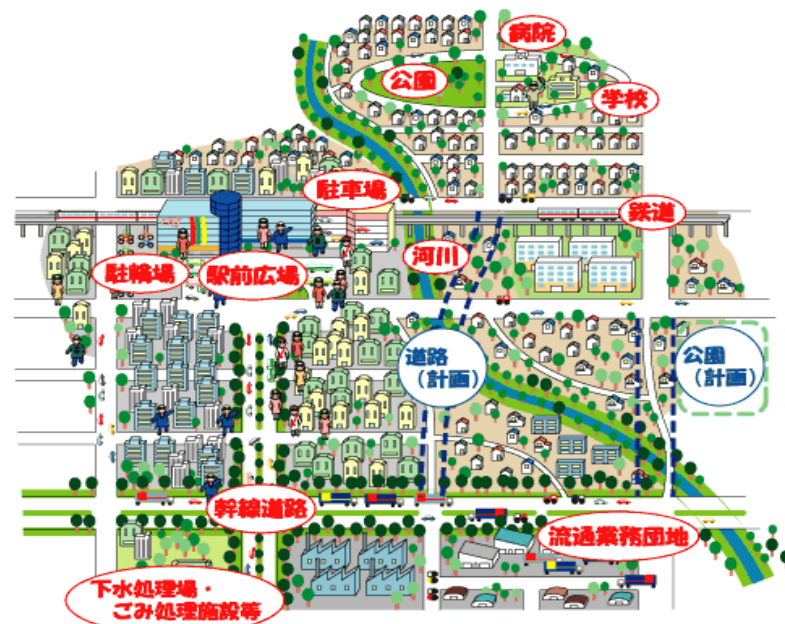 病院
公園
学校
駐車場
鉄道
河川
駐輪場
駅前広場
道路
(計画)
公園
(計画)
幹線道路
流通業務団地
下水処理場・
ごみ処理施設等